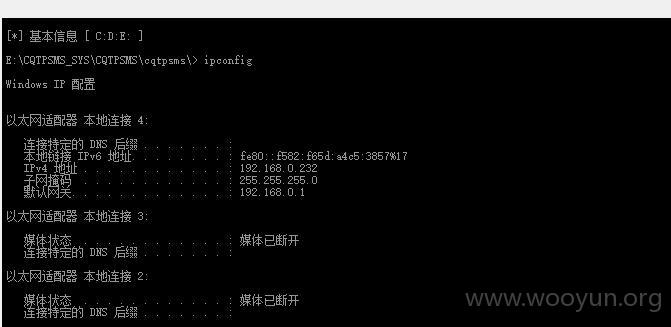 [*] 基本信息 [ C:D:E: ]
E:\CQTPSMS_SYS\CQTPSMS\cqtpsms\> ipconfig
Windows IP 配置
以太网适配器 本地连接 4:
连接特定的 DNS 后缀 . . . . . . . :
本地链接 IPv6 地址. . . . . . . . : fe80::f582:f65d:a4c5:3857%17
IPv4 地址 . . . . . . . . . . . . : 192.168.0.232
子网掩码 . . . . . . . . . . . . : 255.255.255.0
默认网关. . . . . . . . . . . . . : 192.168.0.1
以太网适配器 本地连接 3:
媒体状态 . . . . . . . . . . . . : 媒体已断开
连接特定的 DNS 后缀 . . . . . . . :
以太网适配器 本地连接 2:
媒体状态 . . . . . . . . . . . . : 媒体已断开
连接特定的 DNS 后缀 . . . . . . . :
www.wooyun.org